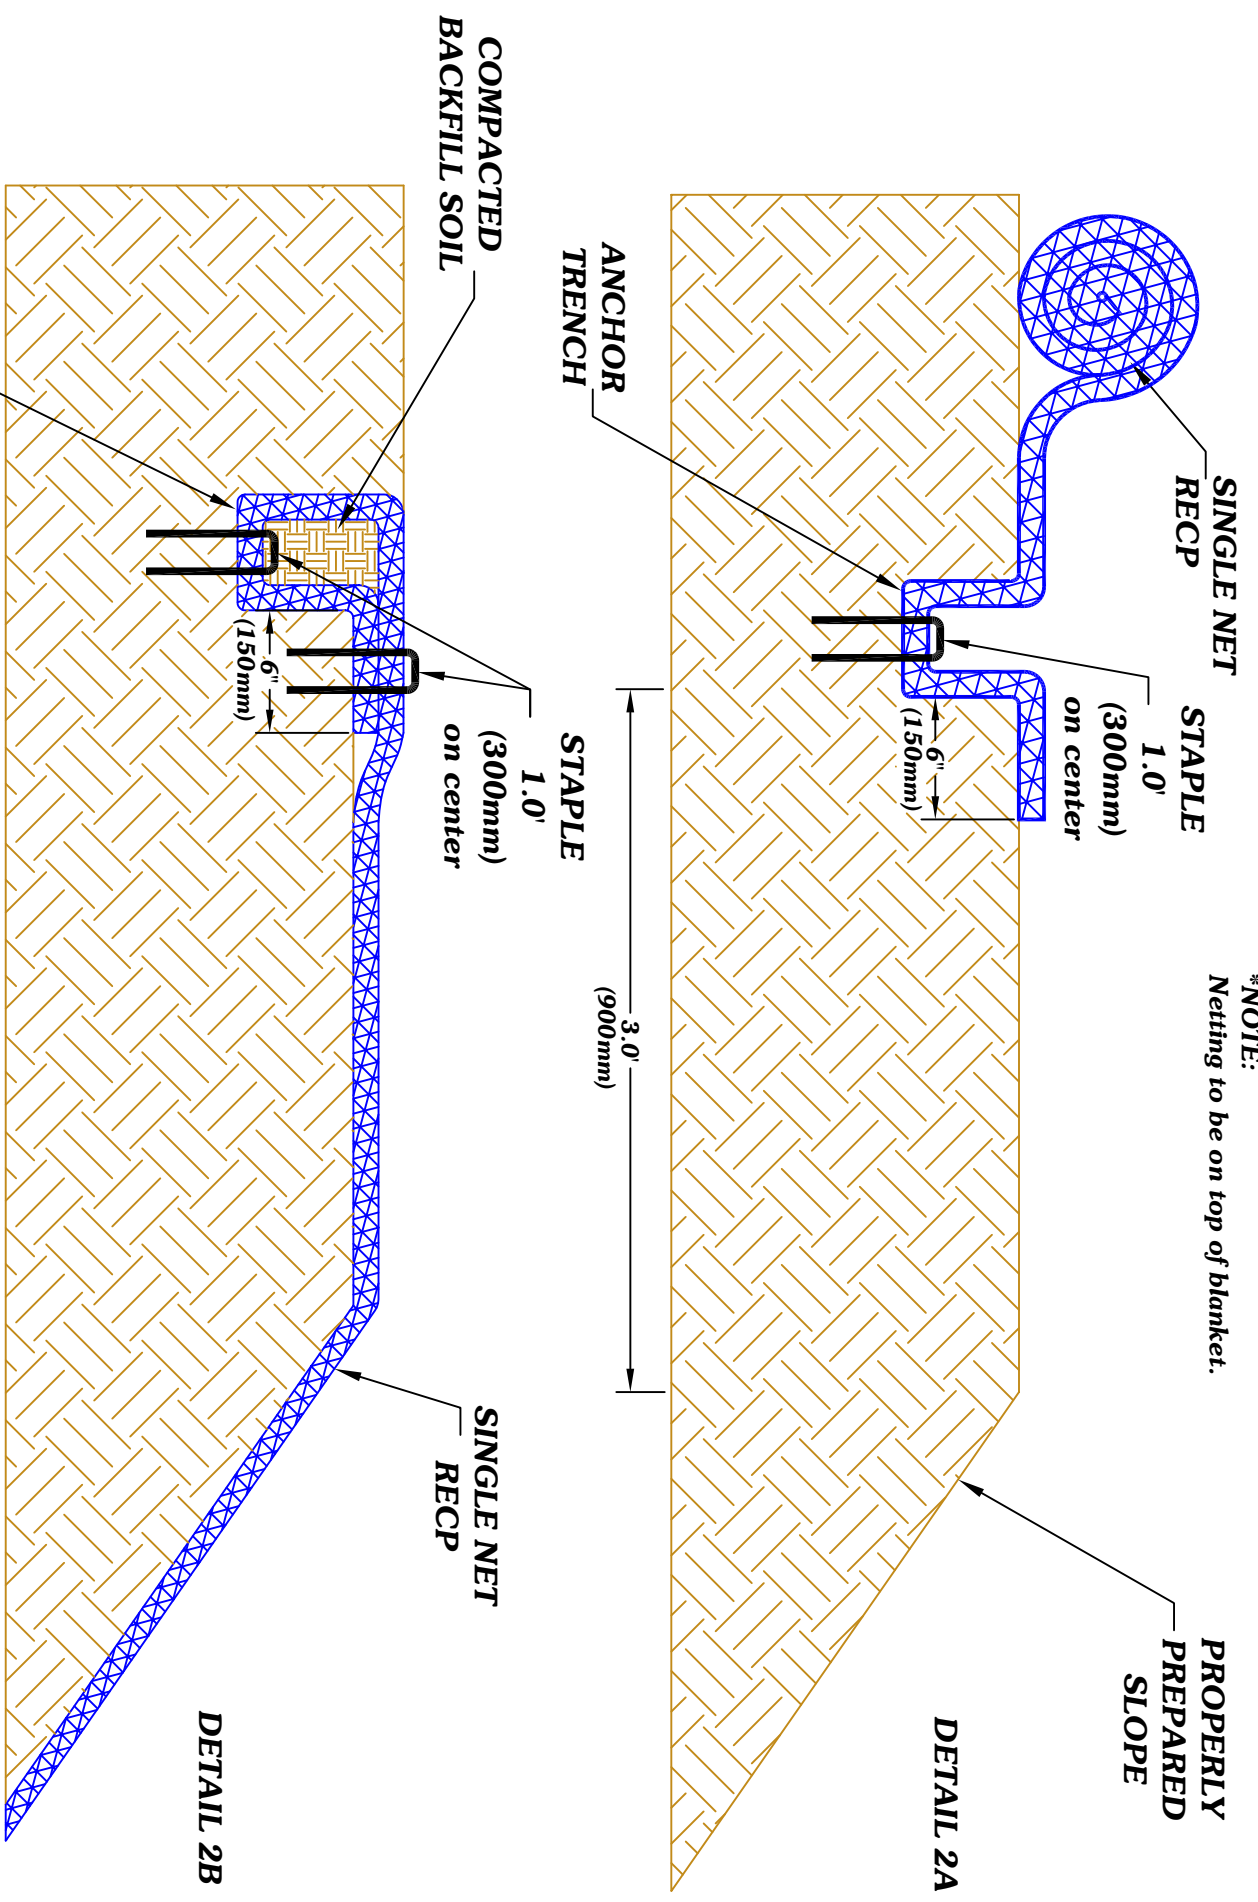 *NOTE:
Netting to be on top of blanket.
SINGLE NET
RECP
STAPLE
1.0'
(300mm)
on center
PROPERLY
PREPARED
SLOPE
6"
(150mm)
DETAIL 2A
ANCHOR
TRENCH
3.0'
(900mm)
STAPLE
1.0'
(300mm)
on center
COMPACTED
BACKFILL SOIL
SINGLE NET
RECP
6"
(150mm)
DETAIL 2B